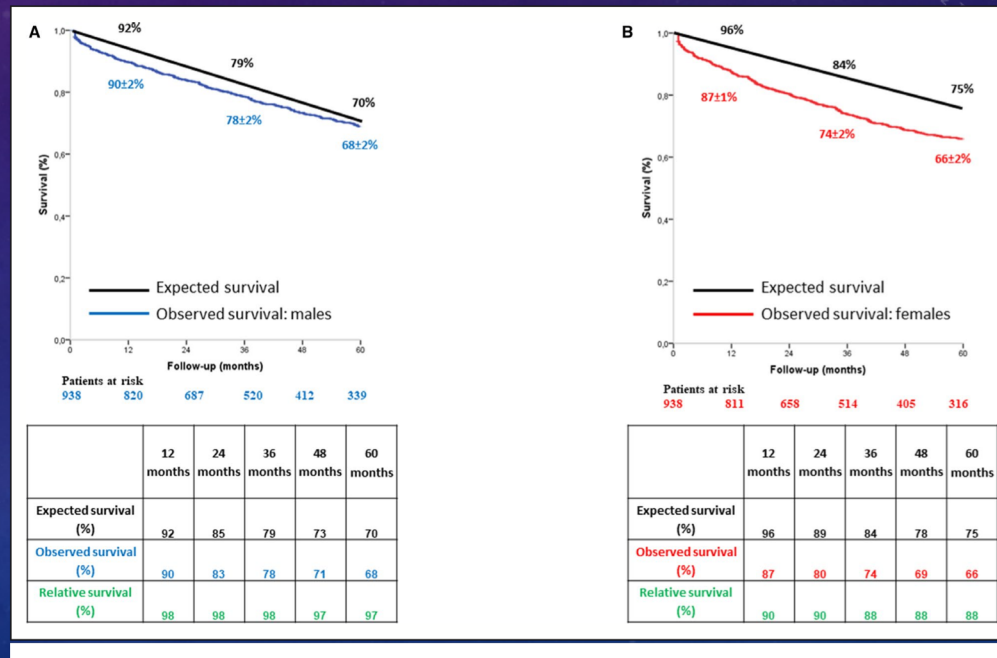 A
92%
79%
70%
90±2%
78±2%
68±2%
Survival (%)
1,0
0,8
0,6
0,4
0,2
0,0
Expected survival
Observed survival: males
0 12 24 36 48 60
Follow-up (months)
Patients at risk
938 820 687 520 412 339
12 months 24 months 36 months 48 months 60 months
Expected survival (%) 92 85 79 73 70
Observed survival (%) 90 83 78 71 68
Relative survival (%) 98 98 98 97 97
B
96%
84%
75%
87±1%
74±2%
66±2%
Survival (%)
1,0
0,8
0,6
0,4
0,2
0,0
Expected survival
Observed survival: females
0 12 24 36 48 60
Follow-up (months)
Patients at risk
938 811 658 514 405 316
12 months 24 months 36 months 48 months 60 months
Expected survival (%) 96 89 84 78 75
Observed survival (%) 87 80 74 69 66
Relative survival (%) 90 90 88 88 88